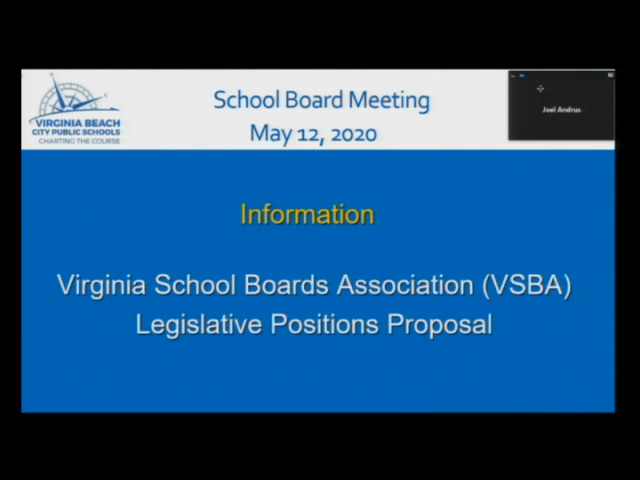 VIRGINIA BEACH
CITY PUBLIC SCHOOLS
CHARTING THE COURSE
School Board Meeting
May 12, 2020
Joel Andrus
Information
Virginia School Boards Association (VSBA)
Legislative Positions Proposal